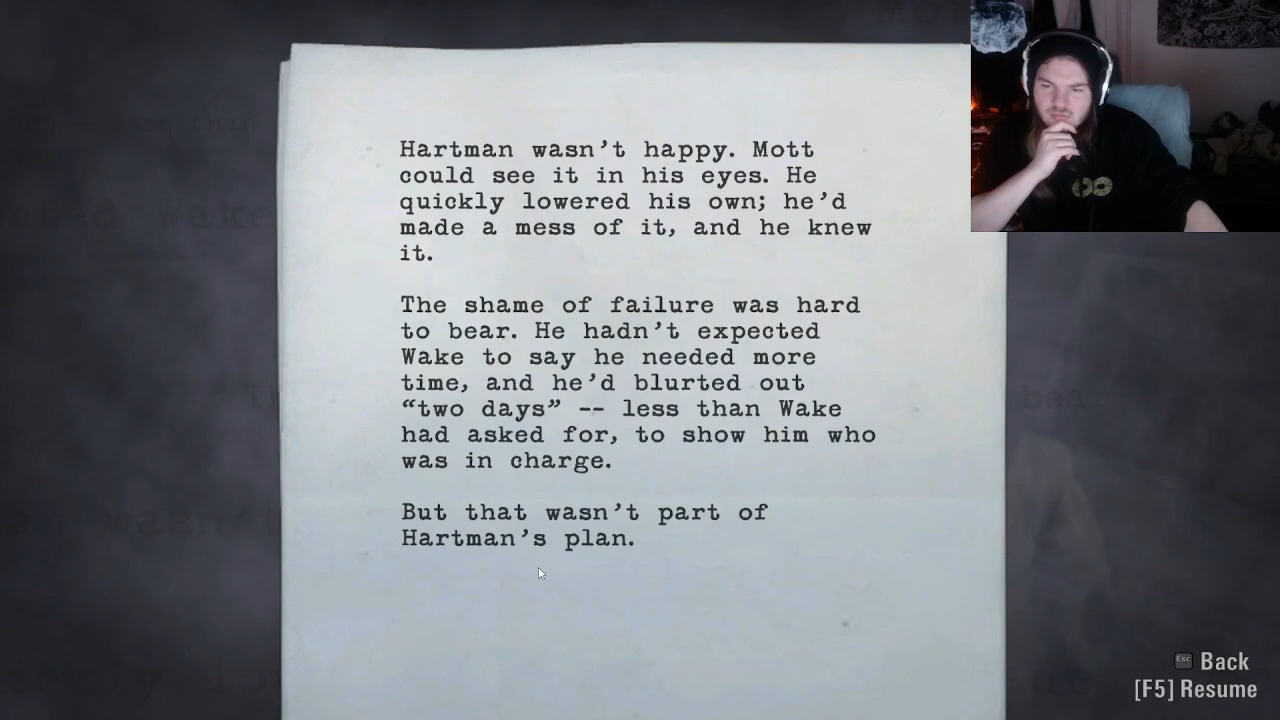 Hartman wasn’t happy. Mott
could see it in his eyes. He
quickly lowered his own; he’d
made a mess of it, and he knew
it.
The shame of failure was hard
to bear. He hadn’t expected
Wake to say he needed more
time, and he’d blurted out
“two days” -- less than Wake
had asked for, to show him who
was in charge.
But that wasn’t part of
Hartman’s plan.
Esc Back
[F5] Resume